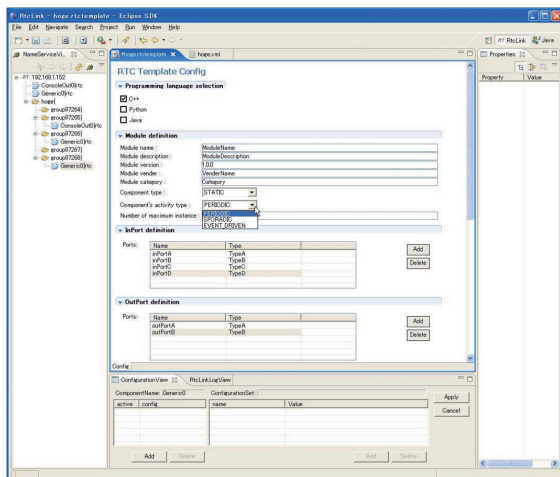 RtcLink - hoge.rtctemplate - Eclipse SDK
File Edit Navigate Search Project Run Window Help
RT RtcLink Java
NameServiceVi...
*hoge.rtctemplate hoge.xml
Properties
Property Value
RT 192.168.1.152
ConsoleOut0|rtc
Generic0|rtc
hoge|
group97264|
group97265|
ConsoleOut0|rtc
group97266|
Generic0|rtc
group97267|
group97268|
Generic0|rtc
RTC Template Config
Programming language selection
C++
Python
Java
Module definition
Module name : ModuleName
Module description : ModuleDescription
Module version : 1.0.0
Module vender : VenderName
Module category : Category
Component type : STATIC
Component's activity type : PERIODIC
PERIODIC
Number of maximum instance : SPORADIC
EVENT_DRIVEN
InPort definition
Ports: Name Type
inPortA TypeA
inPortB TypeB
inPortC TypeC
inPortD TypeD
Add
Delete
OutPort definition
Ports: Name Type
outPortA TypeA
outPortB TypeB
Add
Delete
Config
ConfigurationView RtcLinkLogView
ComponentName: Generic0 ConfigurationSet:
active config name Value
Apply
Cancel
Add Delete Add Delete